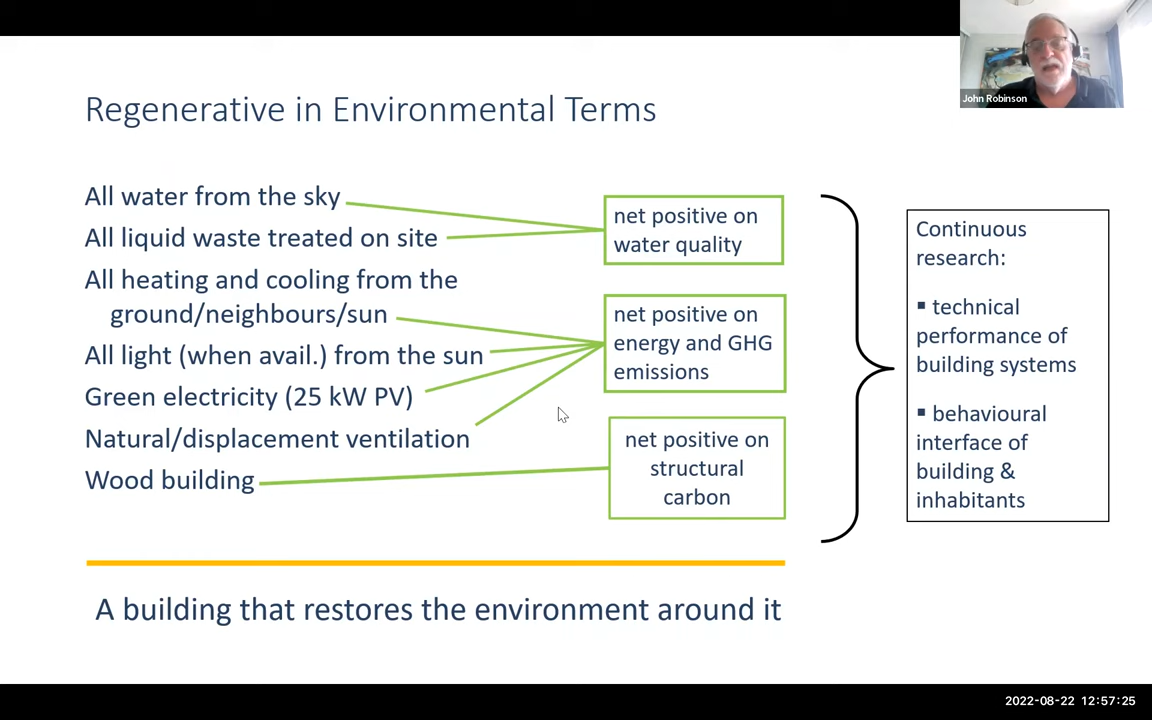 John Robinson
Regenerative in Environmental Terms
All water from the sky
All liquid waste treated on site
All heating and cooling from the
ground/neighbours/sun
All light (when avail.) from the sun
Green electricity (25 kW PV)
Natural/displacement ventilation
Wood building
net positive on
water quality
net positive on
energy and GHG
emissions
net positive on
structural
carbon
Continuous
research:
▪ technical
performance of
building systems
▪ behavioural
interface of
building &
inhabitants
A building that restores the environment around it
2022-08-22 12:57:25